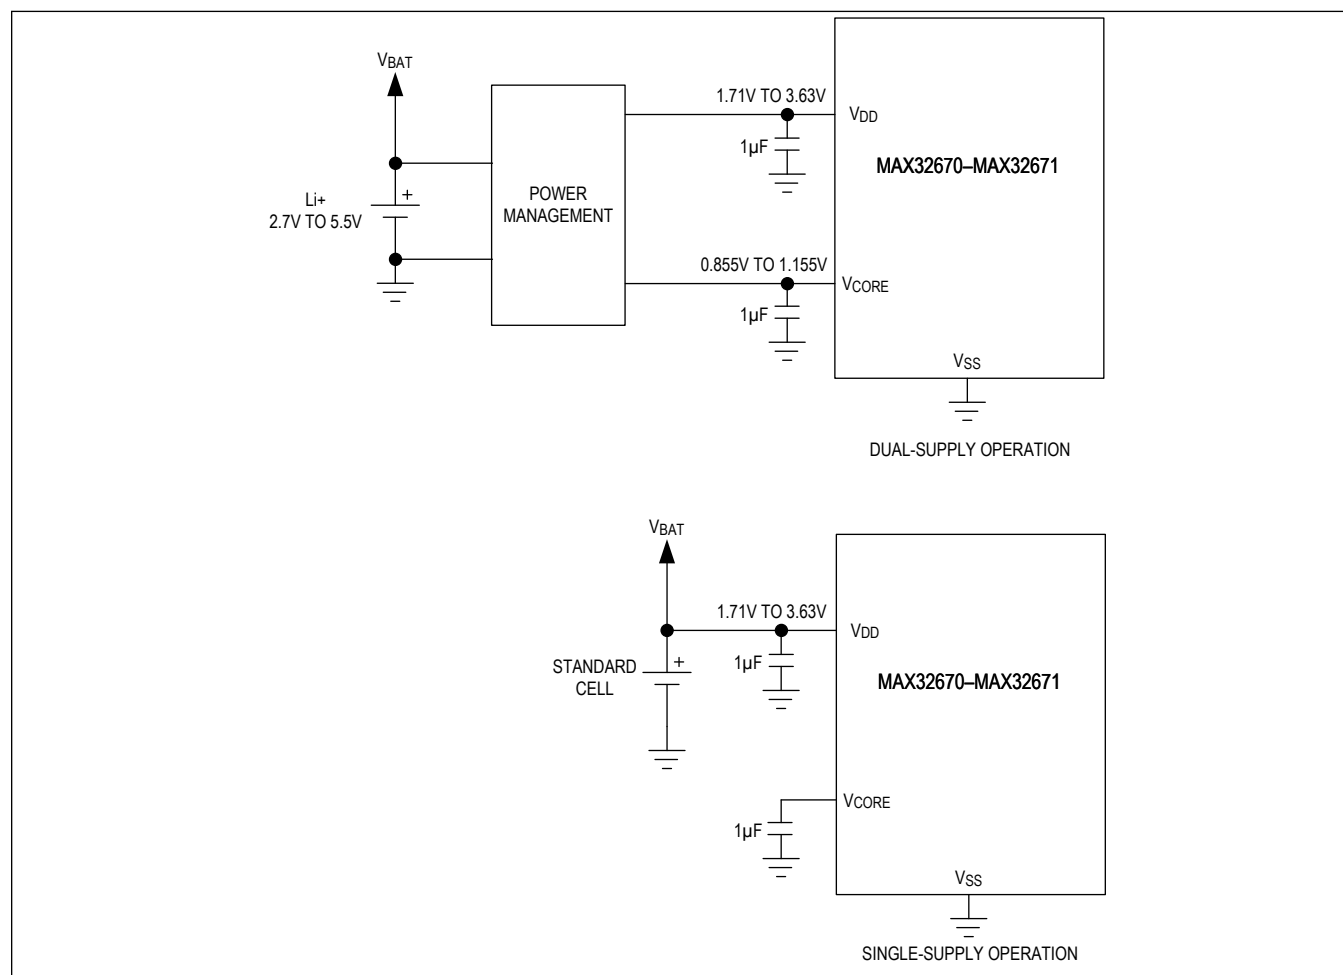 VBAT
1.71V TO 3.63V
VDD
1µF
MAX32670–MAX32671
Li+
2.7V TO 5.5V
+
POWER
MANAGEMENT
0.855V TO 1.155V
VCORE
1µF
VSS
DUAL-SUPPLY OPERATION
VBAT
1.71V TO 3.63V
VDD
STANDARD
CELL
+
1µF
MAX32670–MAX32671
VCORE
1µF
VSS
SINGLE-SUPPLY OPERATION